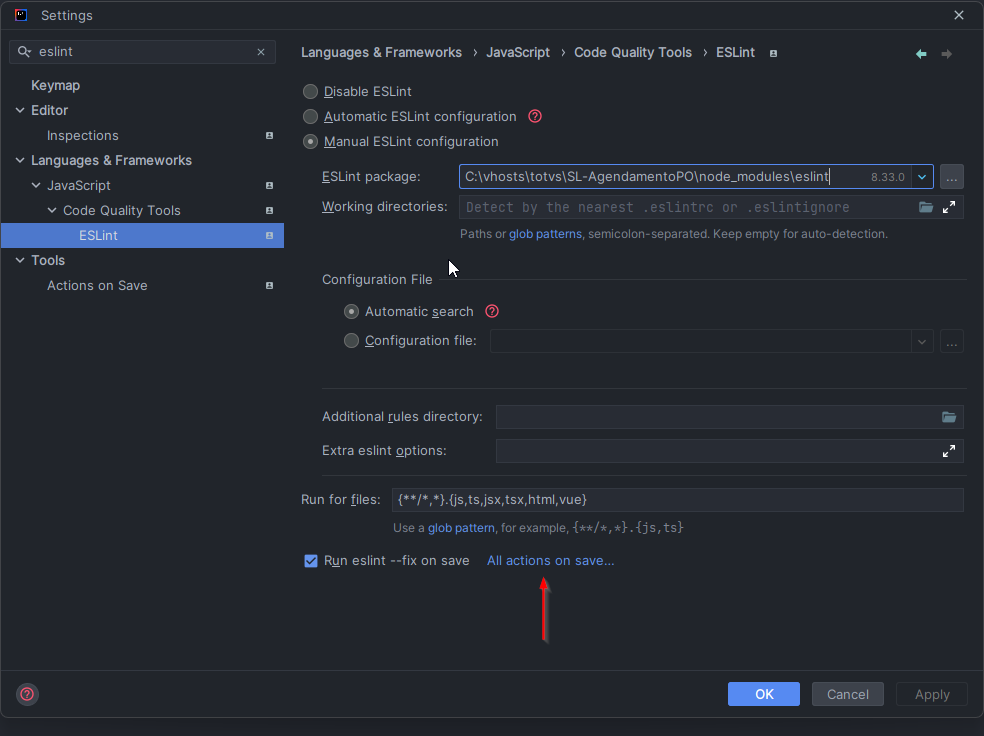 Settings
eslint
Keymap
Editor
Inspections
Languages & Frameworks
JavaScript
Code Quality Tools
ESLint
Tools
Actions on Save
Languages & Frameworks › JavaScript › Code Quality Tools › ESLint
Disable ESLint
Automatic ESLint configuration ?
Manual ESLint configuration
ESLint package: C:\vhosts\totvs\SL-AgendamentoPO\node_modules\eslint 8.33.0 ...
Working directories: Detect by the nearest .eslintrc or .eslintignore
Paths or glob patterns, semicolon-separated. Keep empty for auto-detection.
Configuration File
Automatic search ?
Configuration file: ...
Additional rules directory:
Extra eslint options:
Run for files: {**/*,*}.{js,ts,jsx,tsx,html,vue}
Use a glob pattern, for example, {**/*,*}.{js,ts}
Run eslint --fix on save All actions on save...
? OK Cancel Apply